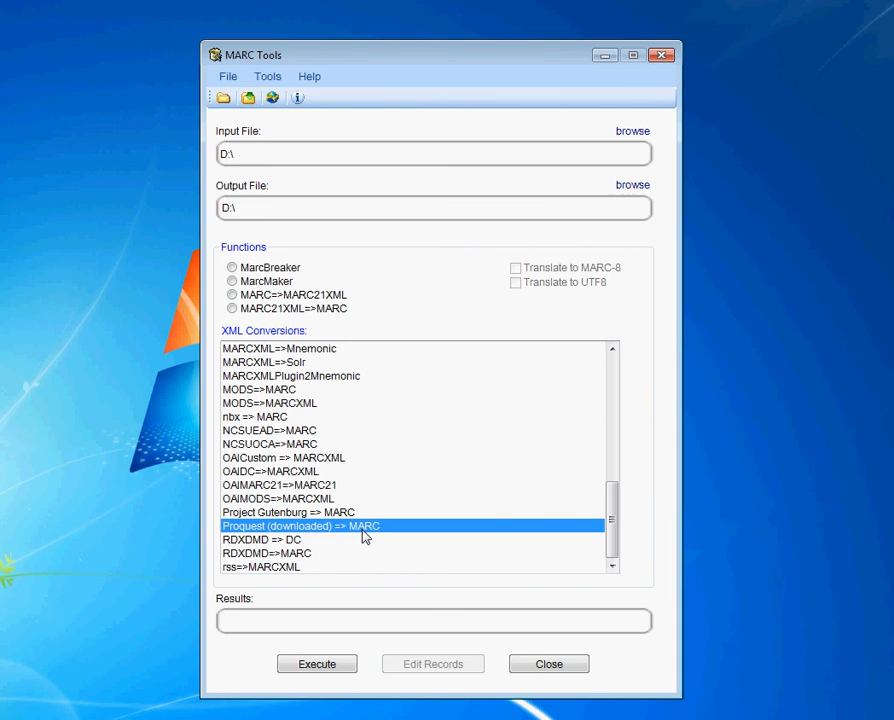 MARC Tools
File Tools Help
Input File: browse
D:\
Output File: browse
D:\
Functions
MarcBreaker Translate to MARC-8
MarcMaker Translate to UTF8
MARC=>MARC21XML
MARC21XML=>MARC
XML Conversions:
MARCXML=>Mnemonic
MARCXML=>Solr
MARCXMLPlugin2Mnemonic
MODS=>MARC
MODS=>MARCXML
nbx => MARC
NCSUEAD=>MARC
NCSUOCA=>MARC
OAICustom => MARCXML
OAIDC=>MARCXML
OAIMARC21=>MARC21
OAIMODS=>MARCXML
Project Gutenburg => MARC
Proquest (downloaded) => MARC
RDXDMD => DC
RDXDMD=>MARC
rss=>MARCXML
Results:
Execute Edit Records Close